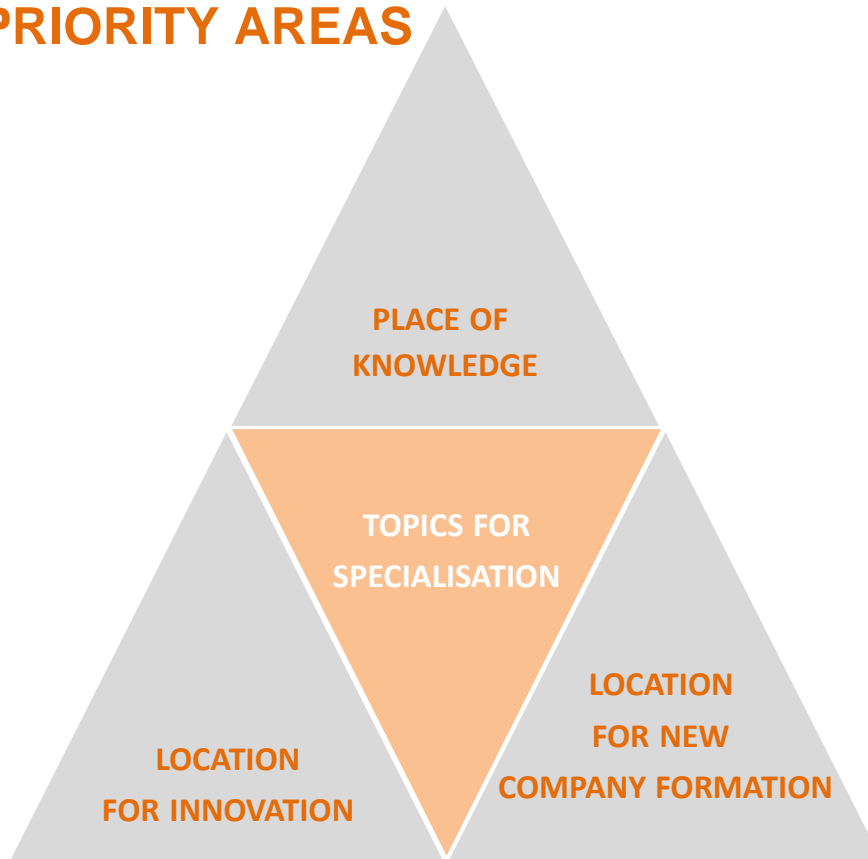 PRIORITY AREAS
PLACE OF
KNOWLEDGE
TOPICS FOR
SPECIALISATION
LOCATION
FOR NEW
COMPANY FORMATION
LOCATION
FOR INNOVATION